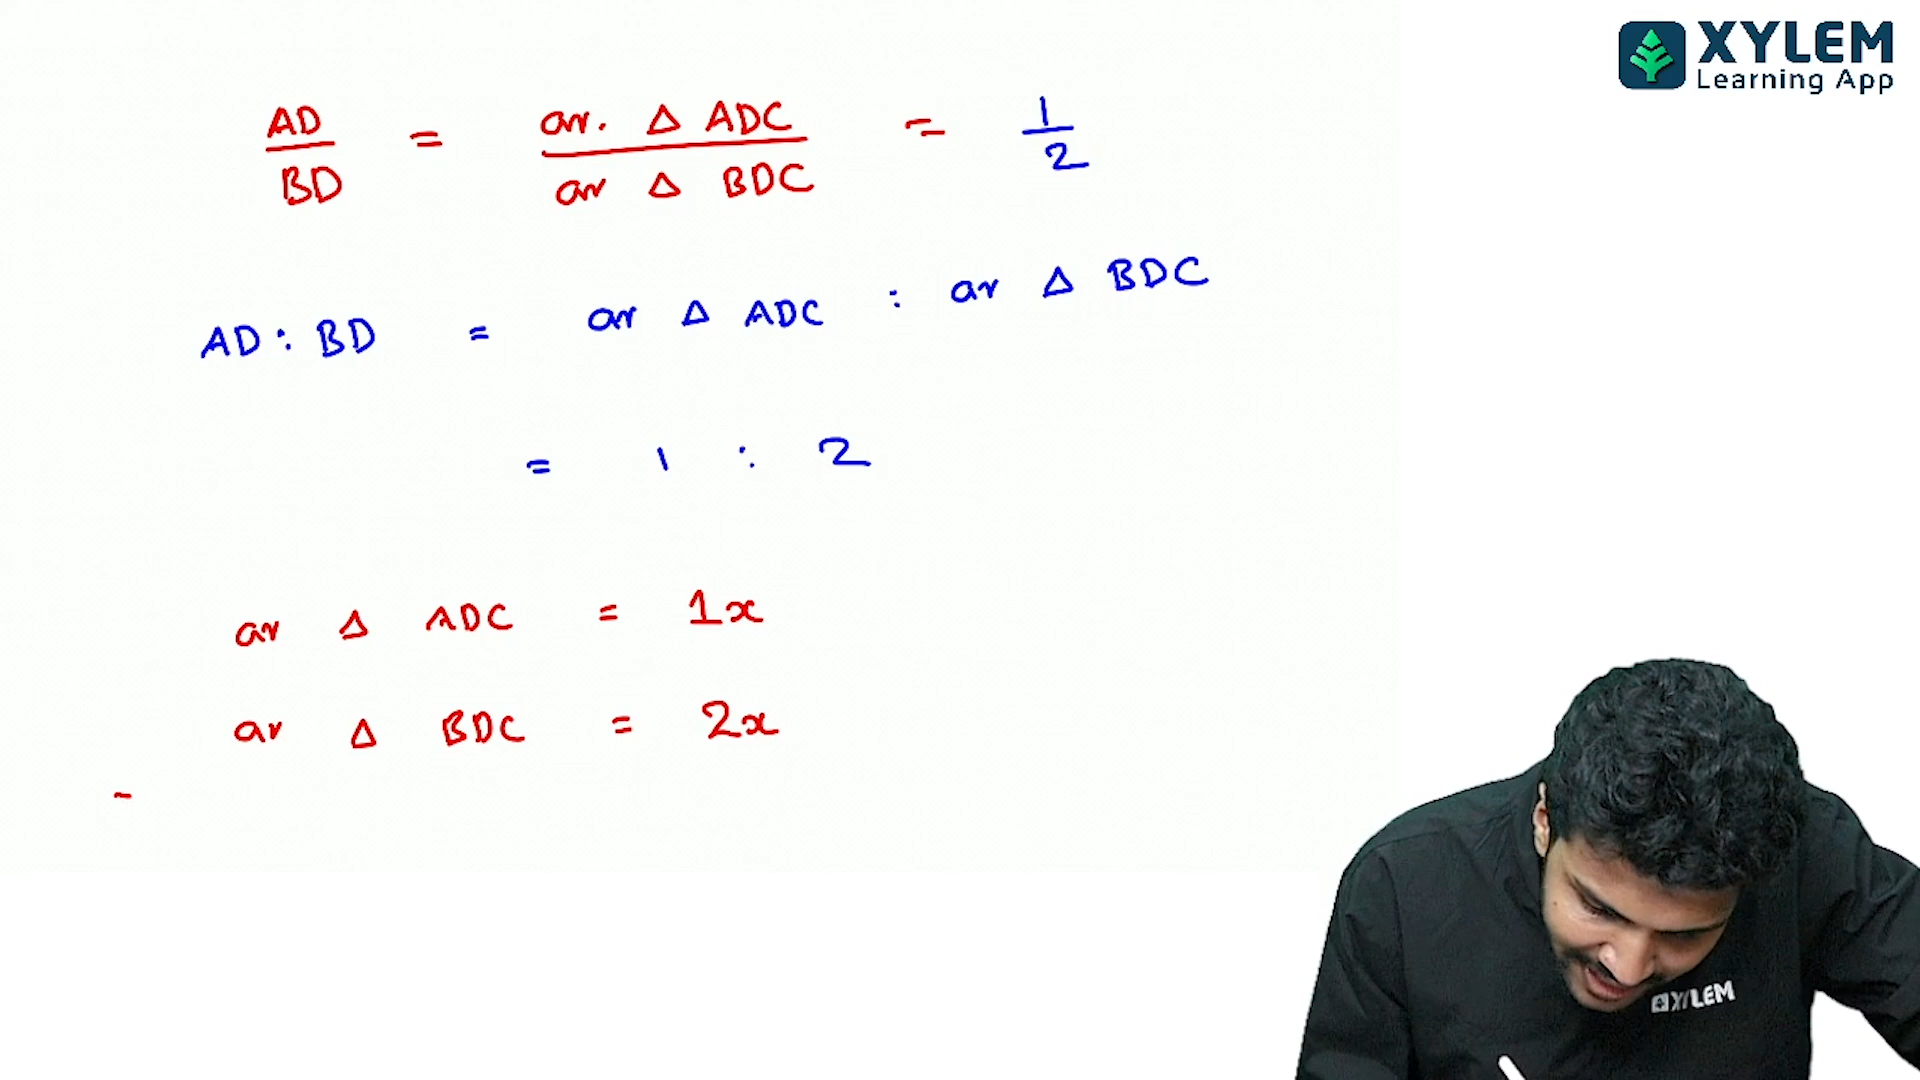 XYLEM
Learning App
AD/BD = ar. Δ ADC/ar Δ BDC = 1/2
AD : BD = ar Δ ADC : ar Δ BDC
= 1 : 2
ar Δ ADC = 1x
ar Δ BDC = 2x
-
XYLEM